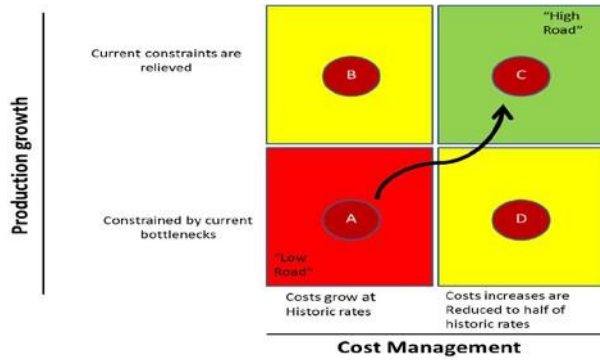 "High
Road"
Current constraints are
relieved
B
C
Production growth
Constrained by current
bottlenecks
A
D
"Low
Road"
Costs grow at
Historic rates
Costs increases are
Reduced to half of
historic rates
Cost Management